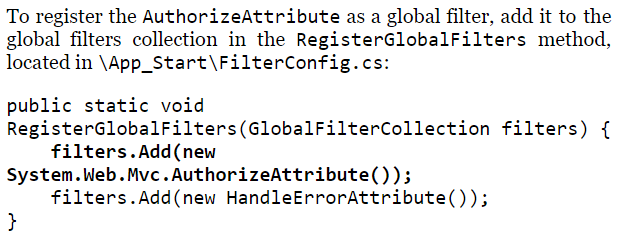 To register the AuthorizeAttribute as a global filter, add it to the
global filters collection in the RegisterGlobalFilters method,
located in \App_Start\FilterConfig.cs:
public static void
RegisterGlobalFilters(GlobalFilterCollection filters) {
    filters.Add(new
System.Web.Mvc.AuthorizeAttribute());
    filters.Add(new HandleErrorAttribute());
}